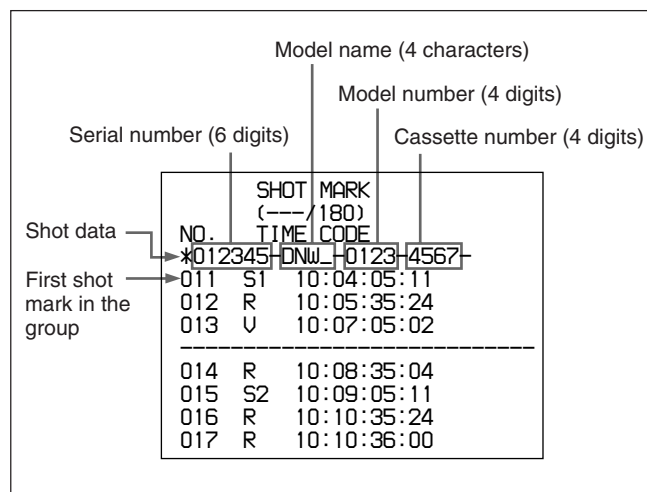 Model name (4 characters)
Model number (4 digits)
Serial number (6 digits)
Cassette number (4 digits)
SHOT MARK
(---/180)
NO. TIME CODE
Shot data
*012345-DNW_-0123-4567-
First shot
mark in the
group
011 S1 10:04:05:11
012 R 10:05:35:24
013 V 10:07:05:02
----------------------------
014 R 10:08:35:04
015 S2 10:09:05:11
016 R 10:10:35:24
017 R 10:10:36:00